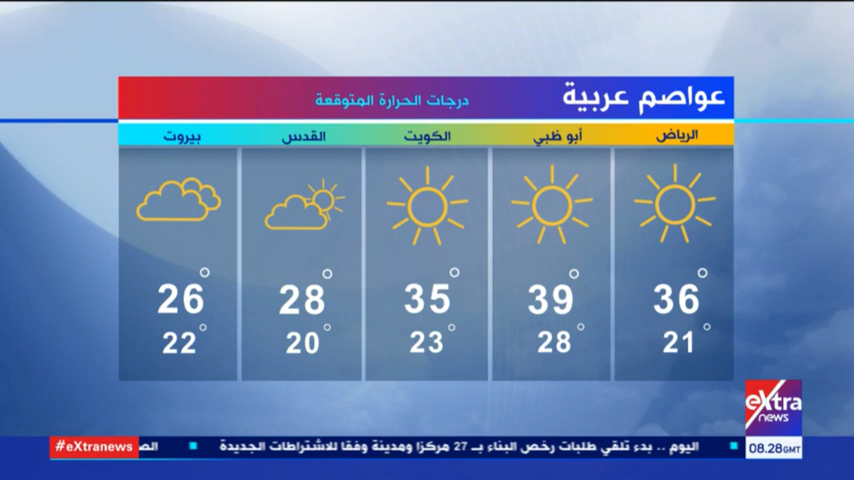 عواصم عربية
درجات الحرارة المتوقعة
الرياض
أبو ظبي
الكويت
القدس
بيروت
36° 39° 35° 28° 26°
21° 28° 23° 20° 22°
eXtra
news
08.28GMT
اليوم .. بدء تلقي طلبات رخص البناء بـ 27 مركزا ومدينة وفقا للاشتراطات الجديدة
الص
#eXtranews